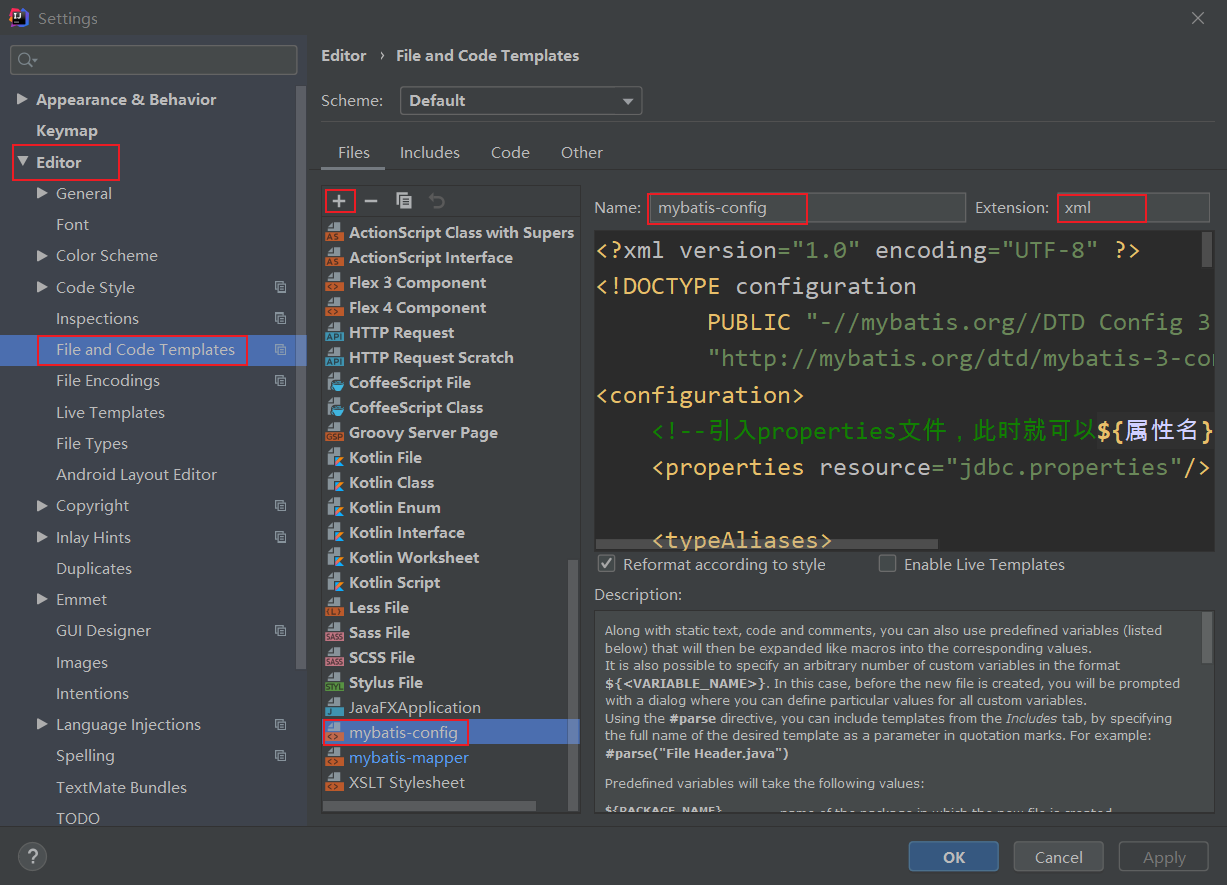 Settings
Appearance & Behavior
Keymap
Editor
General
Font
Color Scheme
Code Style
Inspections
File and Code Templates
File Encodings
Live Templates
File Types
Android Layout Editor
Copyright
Inlay Hints
Duplicates
Emmet
GUI Designer
Images
Intentions
Language Injections
Spelling
TextMate Bundles
TODO
Editor › File and Code Templates
Scheme: Default
Files Includes Code Other
ActionScript Class with Supers
ActionScript Interface
Flex 3 Component
Flex 4 Component
HTTP Request
HTTP Request Scratch
CoffeeScript File
CoffeeScript Class
Groovy Server Page
Kotlin File
Kotlin Class
Kotlin Enum
Kotlin Interface
Kotlin Worksheet
Kotlin Script
Less File
Sass File
SCSS File
Stylus File
JavaFXApplication
mybatis-config
mybatis-mapper
XSLT Stylesheet
Name: mybatis-config Extension: xml
<?xml version="1.0" encoding="UTF-8" ?>
<!DOCTYPE configuration
PUBLIC "-//mybatis.org//DTD Config 3
"http://mybatis.org/dtd/mybatis-3-con
<configuration>
<!--引入properties文件，此时就可以${属性名}
<properties resource="jdbc.properties"/>
<typeAliases>
Reformat according to style Enable Live Templates
Description:
Along with static text, code and comments, you can also use predefined variables (listed
below) that will then be expanded like macros into the corresponding values.
It is also possible to specify an arbitrary number of custom variables in the format
${<VARIABLE_NAME>}. In this case, before the new file is created, you will be prompted
with a dialog where you can define particular values for all custom variables.
Using the #parse directive, you can include templates from the Includes tab, by specifying
the full name of the desired template as a parameter in quotation marks. For example:
#parse("File Header.java")
Predefined variables will take the following values:
${PACKAGE_NAME} name of the package in which the new file is created
? OK Cancel Apply